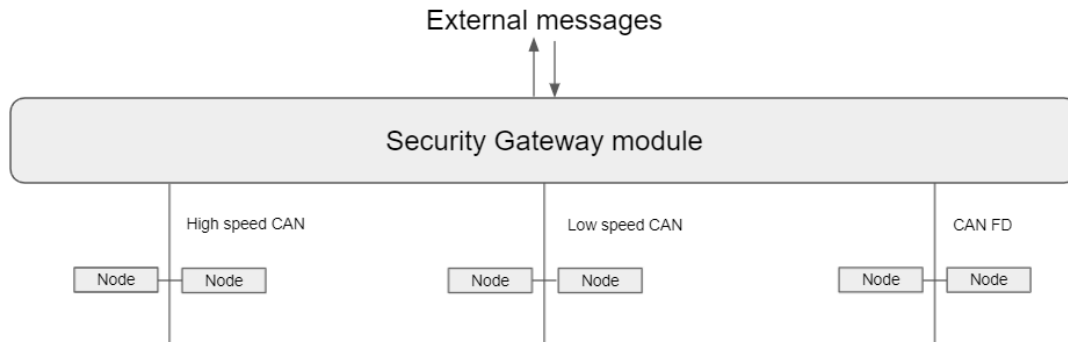 External messages
Security Gateway module
High speed CAN
Low speed CAN
CAN FD
Node
Node
Node
Node
Node
Node